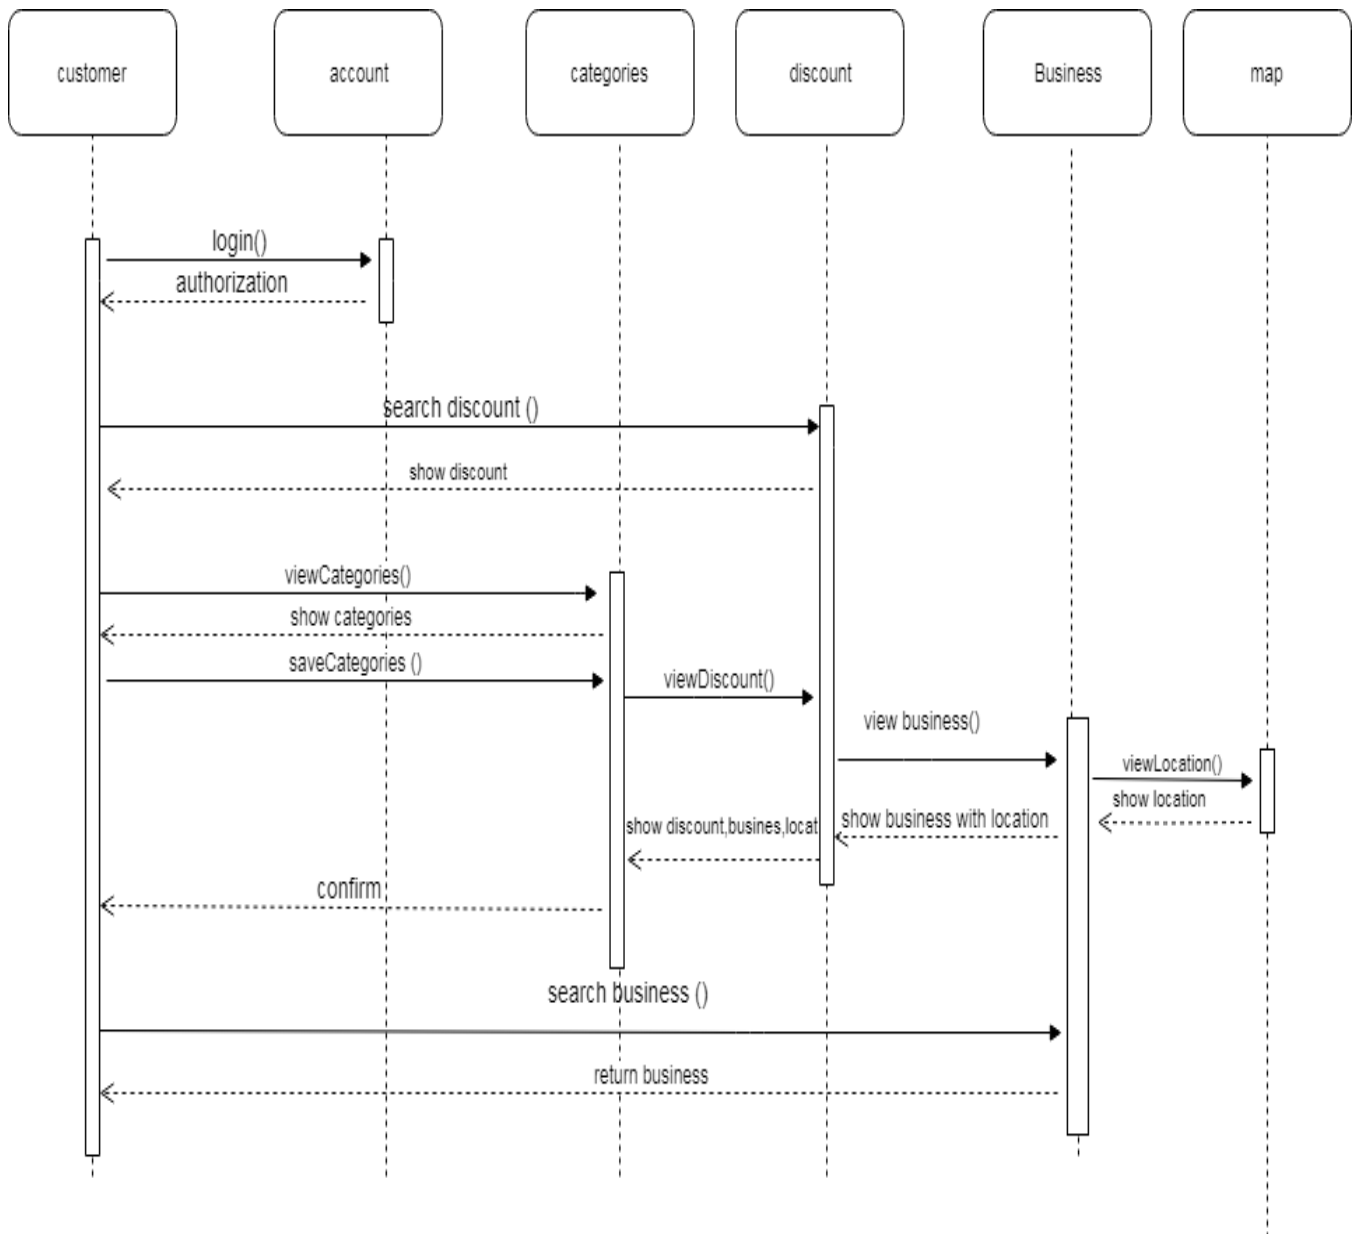 customer
account
categories
discount
Business
map
login()
authorization
search discount ()
show discount
viewCategories()
show categories
saveCategories ()
viewDiscount()
view business()
viewLocation()
show location
show business with location
show discount,busines,locat
confirm
search business ()
return business